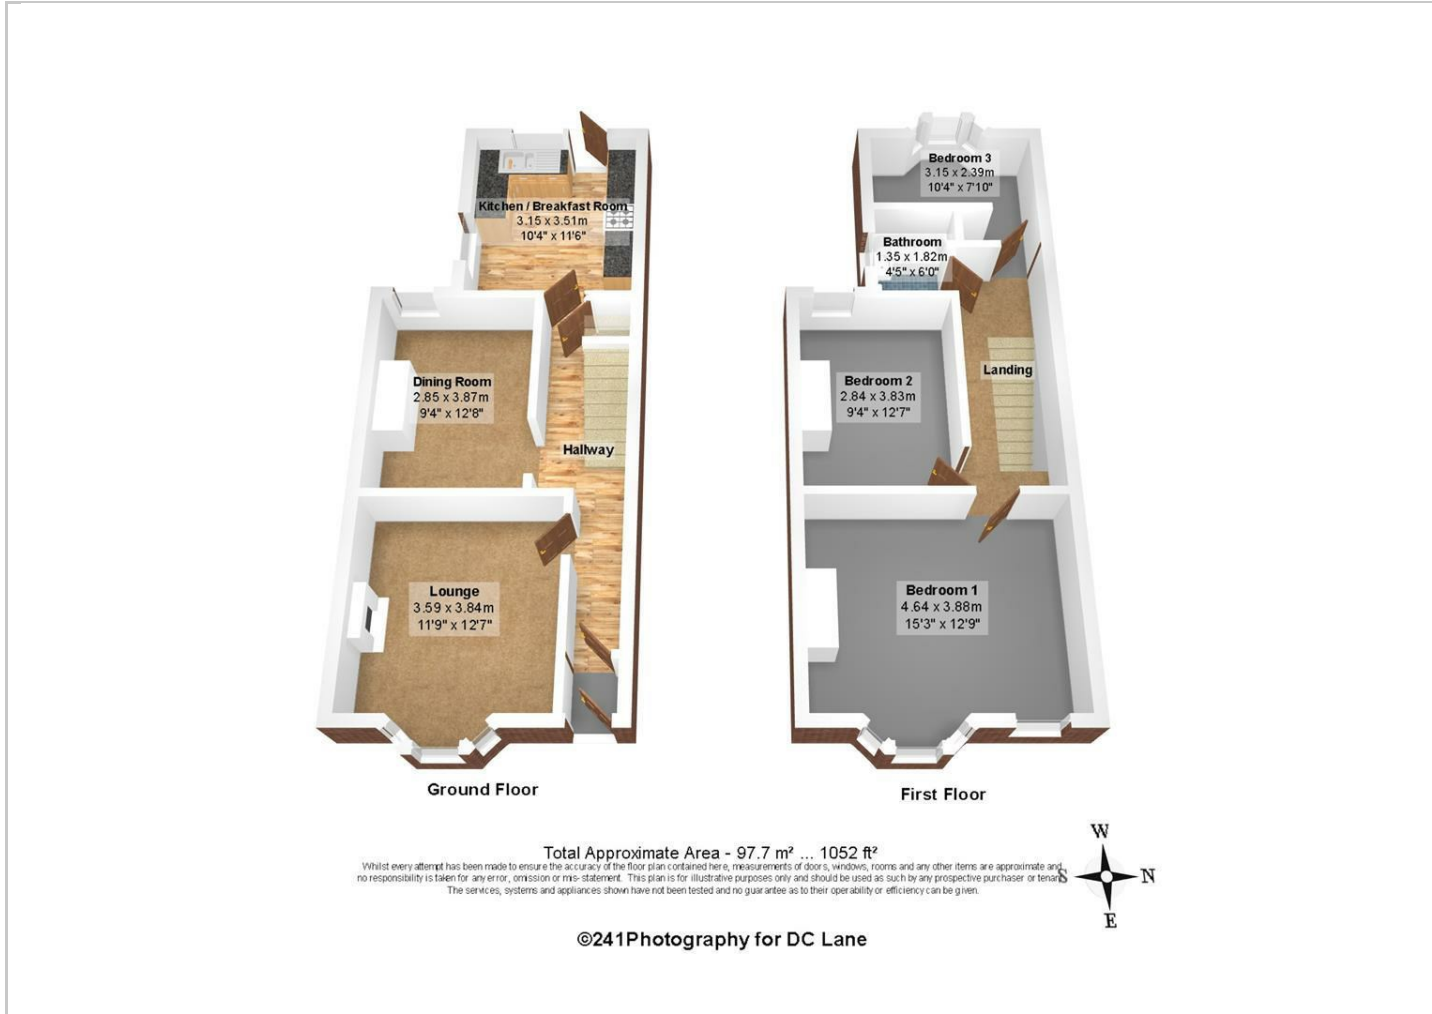 Kitchen / Breakfast Room
3.15 x 3.51m
10'4" x 11'6"
Dining Room
2.85 x 3.87m
9'4" x 12'8"
Hallway
Lounge
3.59 x 3.84m
11'9" x 12'7"
Ground Floor
Bedroom 3
3.15 x 2.39m
10'4" x 7'10"
Bathroom
1.35 x 1.82m
4'5" x 6'0"
Landing
Bedroom 2
2.84 x 3.83m
9'4" x 12'7"
Bedroom 1
4.64 x 3.88m
15'3" x 12'9"
First Floor
Total Approximate Area - 97.7 m² ... 1052 ft²
Whilst every attempt has been made to ensure the accuracy of the floor plan contained here, measurements of doors, windows, rooms and any other items are approximate and
no responsibility is taken for any error, omission or mis- statement. This plan is for illustrative purposes only and should be used as such by any prospective purchaser or tenant
The services, systems and appliances shown have not been tested and no guarantee as to their operability or efficiency can be given.
W
S
N
E
©241Photography for DC Lane